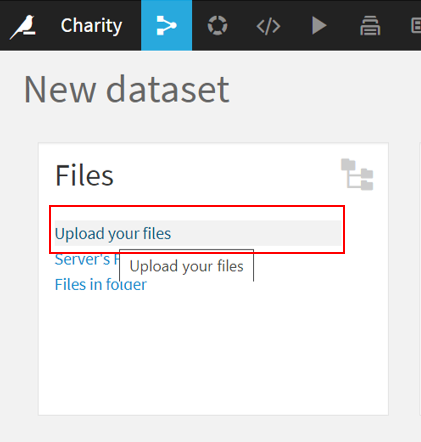 Charity
New dataset
Files
Upload your files
Server's
Upload your files
Files in folder